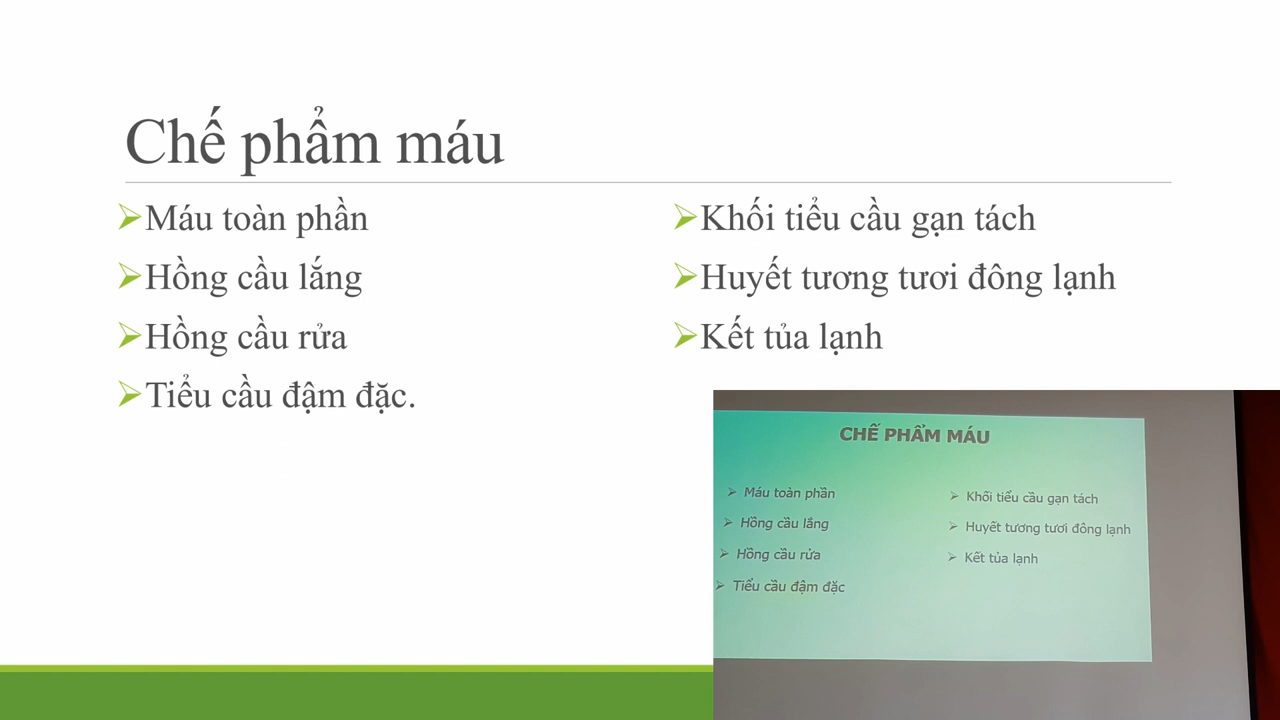 Chế phẩm máu
Máu toàn phần
Hồng cầu lắng
Hồng cầu rửa
Tiểu cầu đậm đặc.
Khối tiểu cầu gạn tách
Huyết tương tươi đông lạnh
Kết tủa lạnh
CHẾ PHẨM MÁU
Máu toàn phần
Hồng cầu lắng
Hồng cầu rửa
Tiểu cầu đậm đặc
Khối tiểu cầu gạn tách
Huyết tương tươi đông lạnh
Kết tủa lạnh